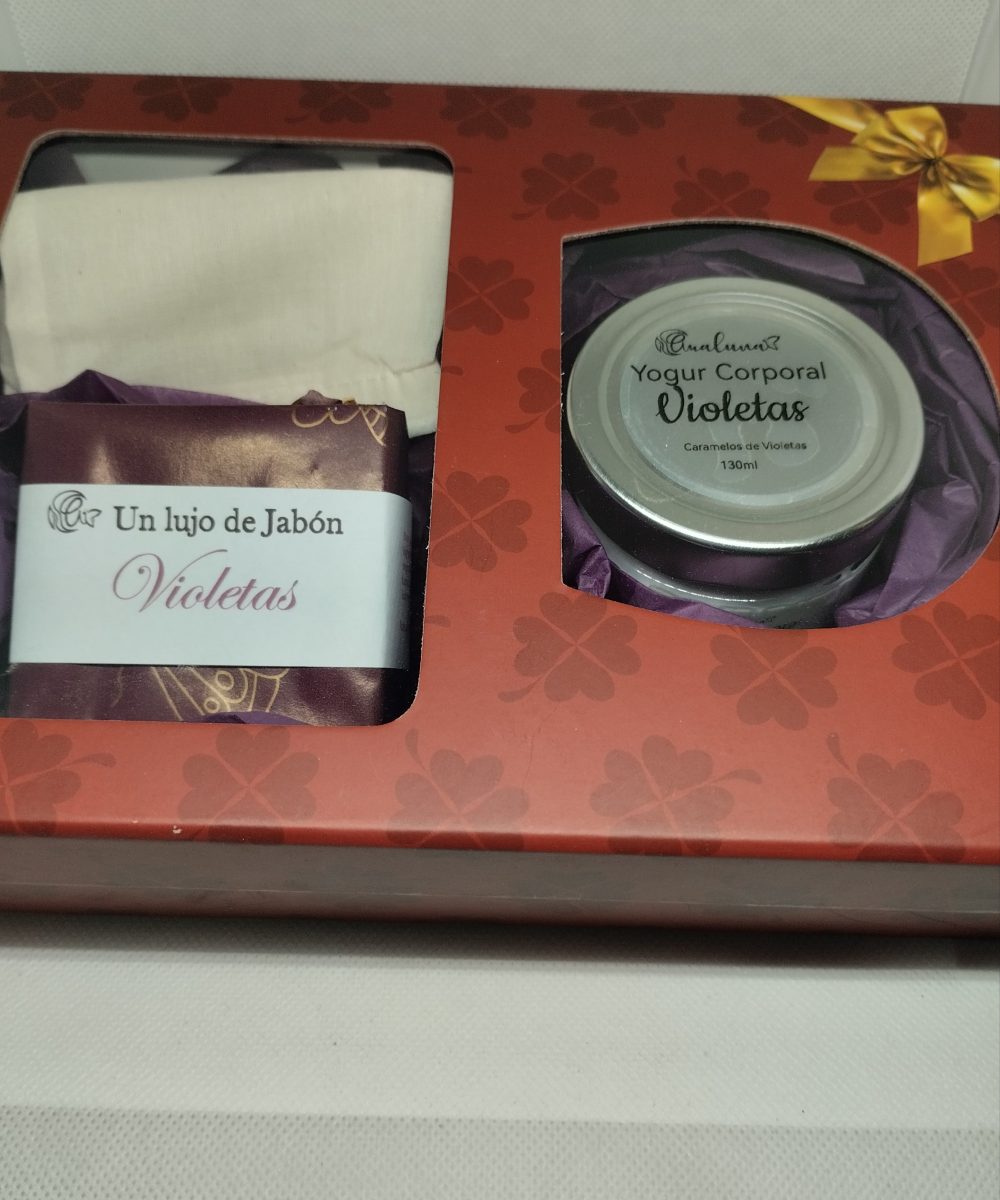 Un lujo de Jabón
Violetas
Analuna
Yogur Corporal
Violetas
Caramelos de Violetas
130ml